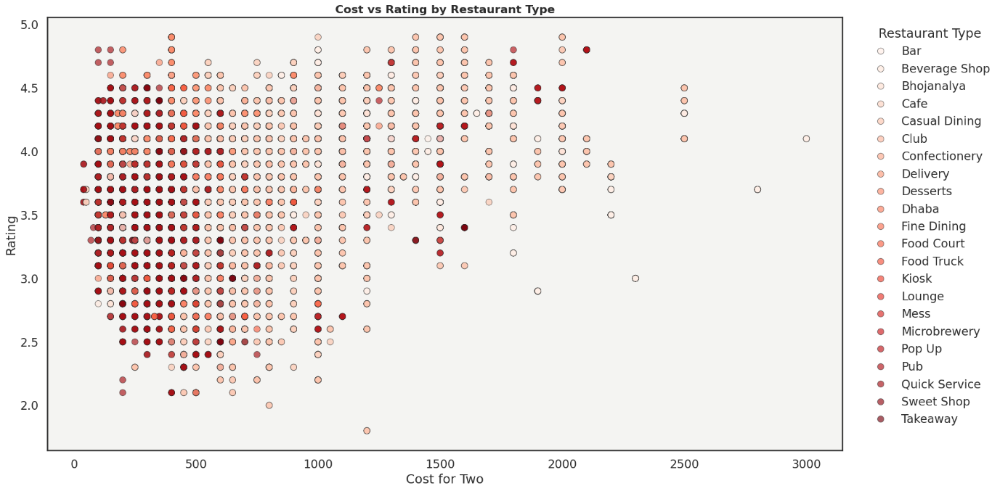 Cost vs Rating by Restaurant Type
5.0
4.5
4.0
3.5
3.0
2.5
2.0
Rating
0
500
1000
1500
2000
2500
3000
Cost for Two
Restaurant Type
Bar
Beverage Shop
Bhojanalya
Cafe
Casual Dining
Club
Confectionery
Delivery
Desserts
Dhaba
Fine Dining
Food Court
Food Truck
Kiosk
Lounge
Mess
Microbrewery
Pop Up
Pub
Quick Service
Sweet Shop
Takeaway